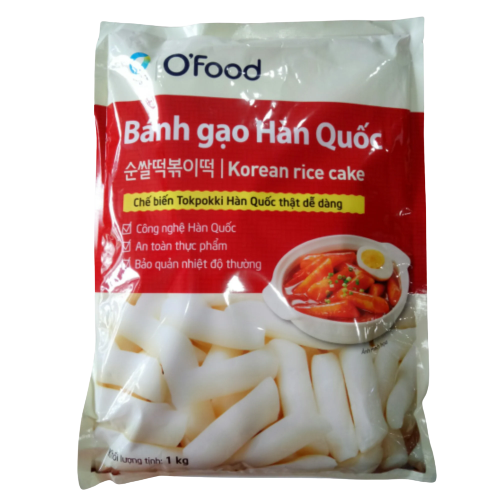 O'Food
Bánh gạo Hàn Quốc
순쌀떡볶이떡 | Korean rice cake
Chế biến Tokpokki Hàn Quốc thật dễ dàng
Công nghệ Hàn Quốc
An toàn thực phẩm
Bảo quản nhiệt độ thường
Khối lượng tịnh: 1 kg